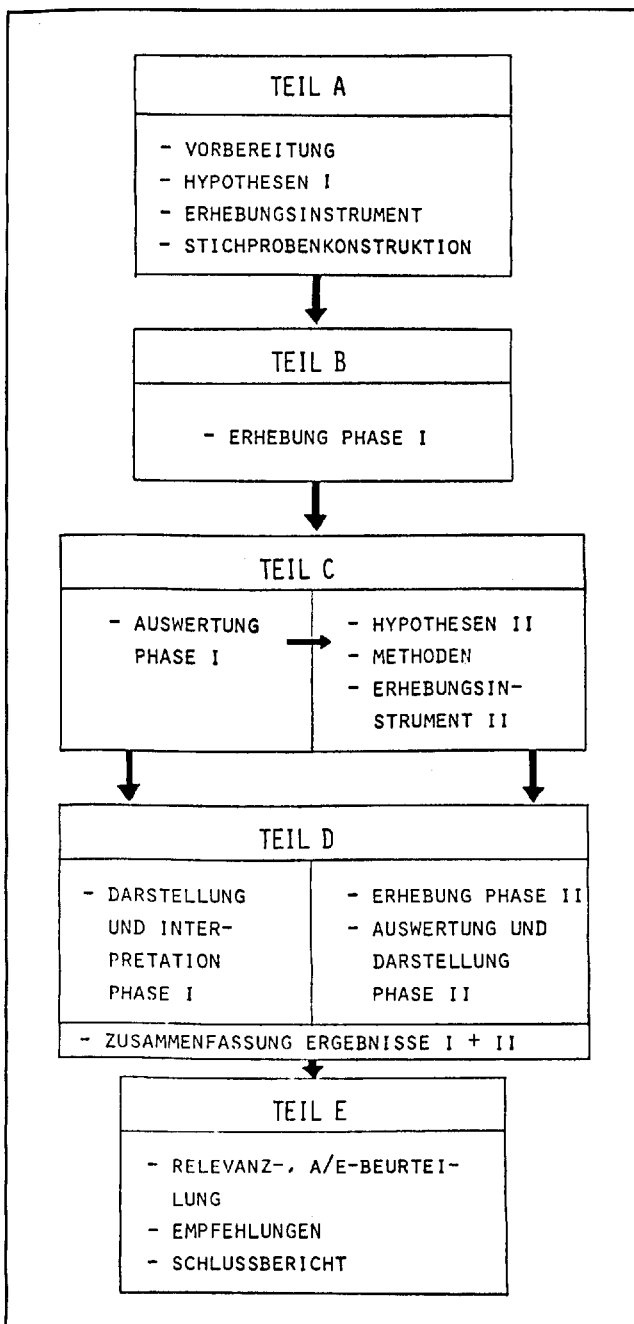 TEIL A
- VORBEREITUNG
- HYPOTHESEN I
- ERHEBUNGSINSTRUMENT
- STICHPROBENKONSTRUKTION
TEIL B
- ERHEBUNG PHASE I
TEIL C
- AUSWERTUNG
PHASE I
- HYPOTHESEN II
- METHODEN
- ERHEBUNGSIN-
STRUMENT II
TEIL D
- DARSTELLUNG
UND INTER-
PRETATION
PHASE I
- ERHEBUNG PHASE II
- AUSWERTUNG UND
DARSTELLUNG
PHASE II
- ZUSAMMENFASSUNG ERGEBNISSE I + II
TEIL E
- RELEVANZ-, A/E-BEURTEI-
LUNG
- EMPFEHLUNGEN
- SCHLUSSBERICHT